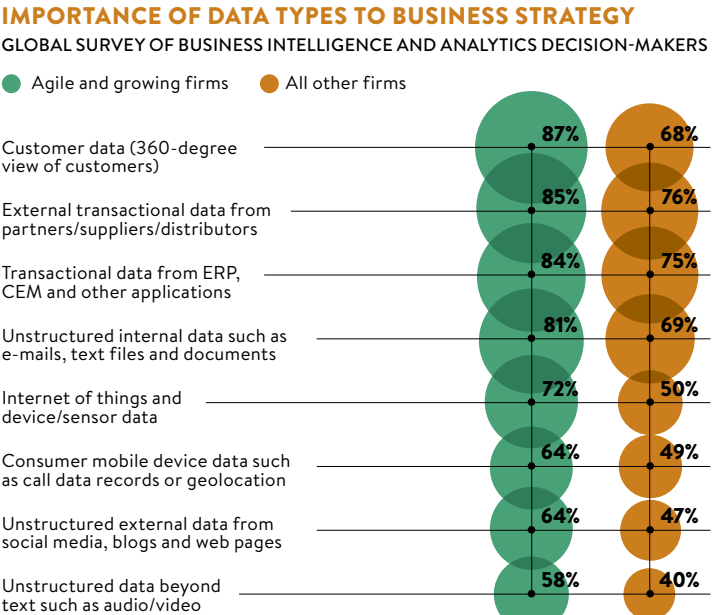 IMPORTANCE OF DATA TYPES TO BUSINESS STRATEGY
GLOBAL SURVEY OF BUSINESS INTELLIGENCE AND ANALYTICS DECISION-MAKERS
Agile and growing firms
All other firms
Customer data (360-degree
view of customers)
87%
68%
External transactional data from
partners/suppliers/distributors
85%
76%
Transactional data from ERP,
CEM and other applications
84%
75%
Unstructured internal data such as
e-mails, text files and documents
81%
69%
Internet of things and
device/sensor data
72%
50%
Consumer mobile device data such
as call data records or geolocation
64%
49%
Unstructured external data from
social media, blogs and web pages
64%
47%
Unstructured data beyond
text such as audio/video
58%
40%